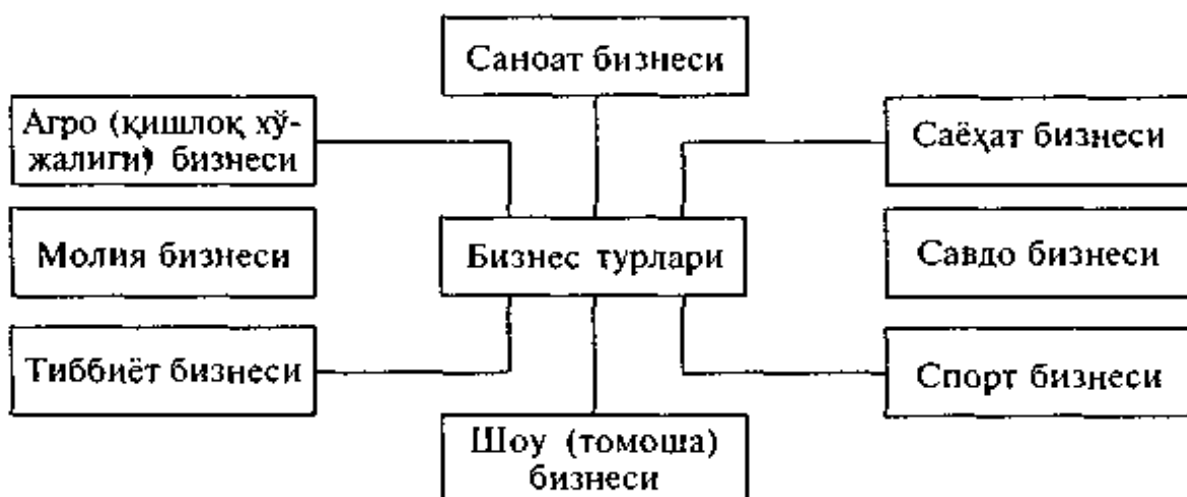 Саноат бизнеси
Агро (қишлоқ хў-
жалиги) бизнеси
Саёҳат бизнеси
Молия бизнеси
Бизнес турлари
Савдо бизнеси
Тиббиёт бизнеси
Спорт бизнеси
Шоу (томоша)
бизнеси